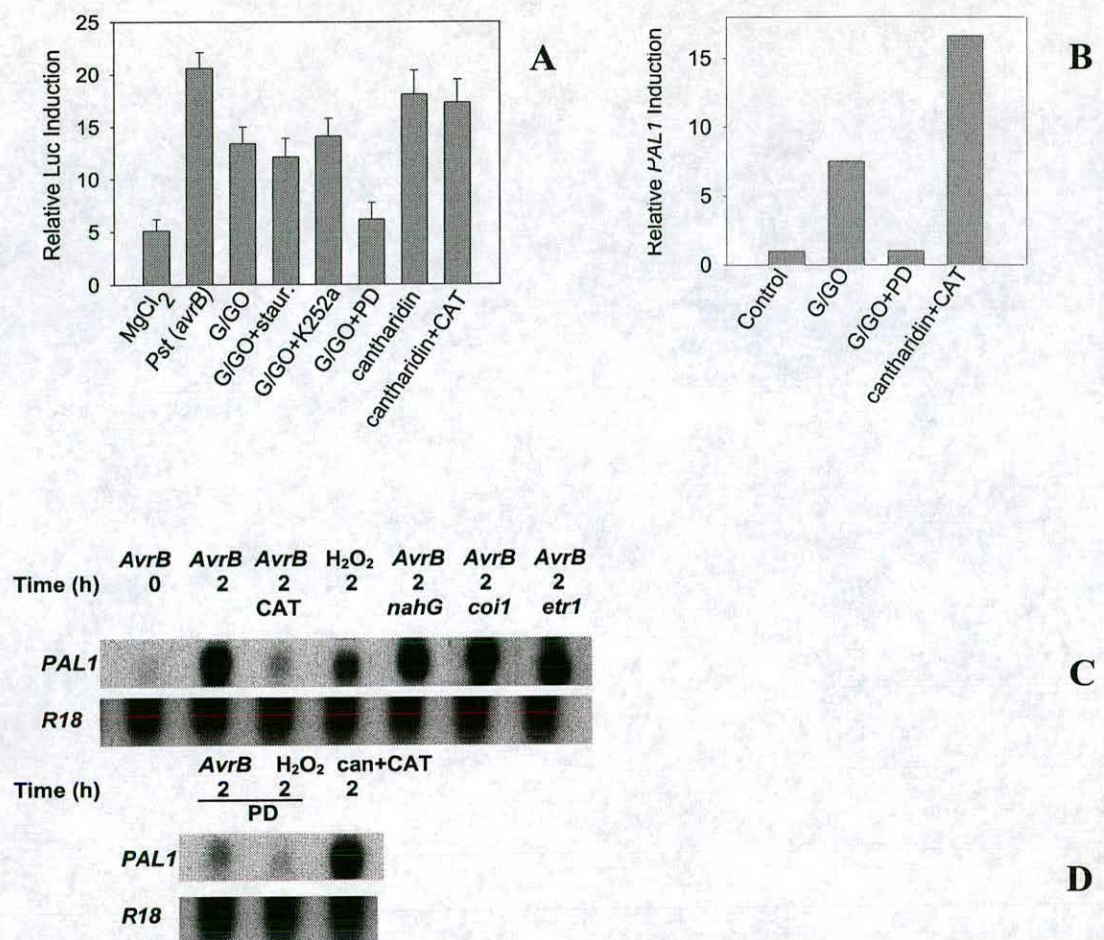 A
Relative Luc Induction
25
20
15
10
5
0
MgCl2
Pst (avrB)
G/GO
G/GO+staur.
G/GO+K252a
G/GO+PD
cantharidin
cantharidin+CAT
B
Relative PAL1 Induction
15
10
5
0
Control
G/GO
G/GO+PD
cantharidin+CAT
AvrB AvrB AvrB H2O2 AvrB AvrB AvrB
Time (h) 0 2 2 2 2 2 2
CAT nahG coi1 etr1
PAL1
C
R18
AvrB H2O2 can+CAT
Time (h) 2 2 2
PD
PAL1
D
R18